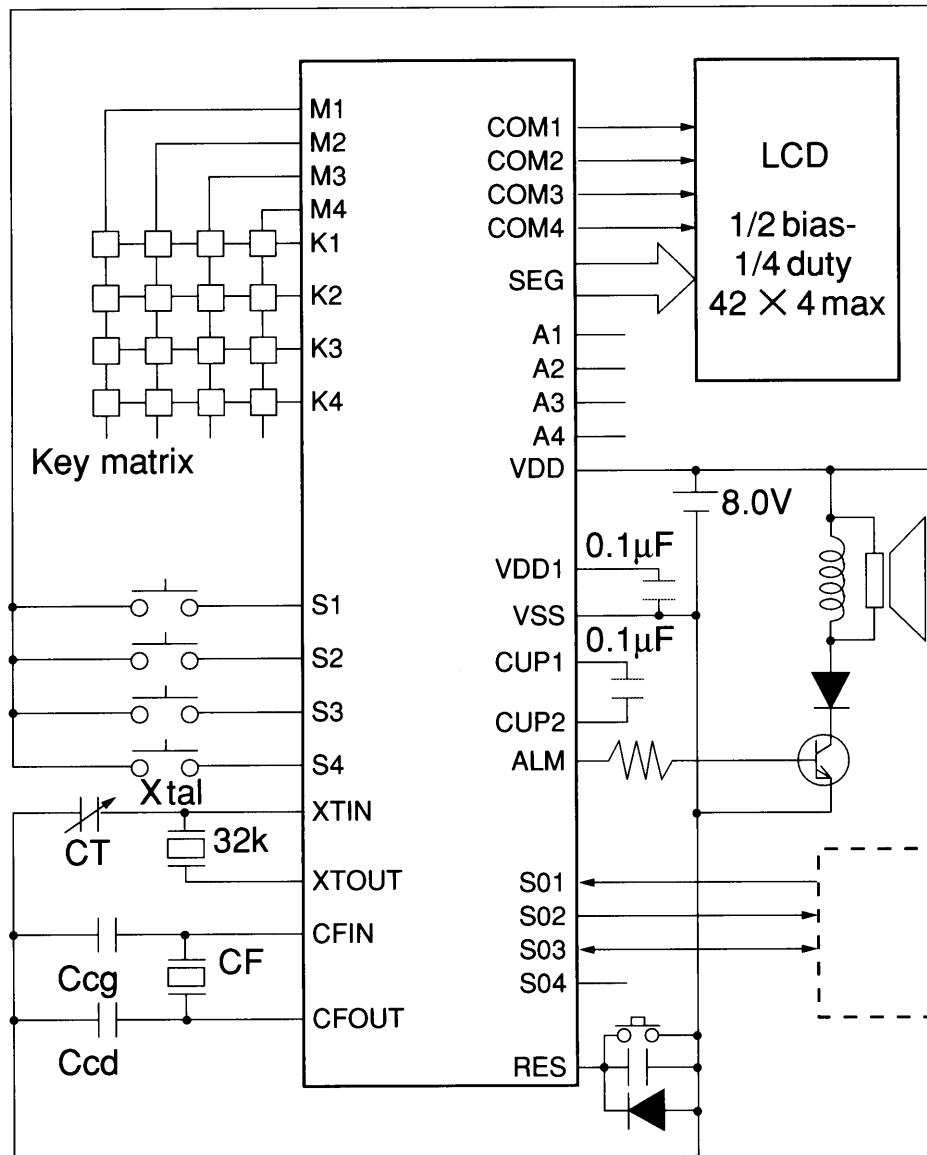 M1
M2
M3
M4
K1
K2
K3
K4
Key matrix
S1
S2
S3
S4
Xtal
XTIN
CT
32k
XTOUT
CFIN
Ccg
CF
CFOUT
Ccd
COM1
COM2
COM3
COM4
SEG
A1
A2
A3
A4
VDD
VDD1
VSS
CUP1
CUP2
ALM
S01
S02
S03
S04
RES
LCD
1/2 bias-
1/4 duty
42 × 4 max
8.0V
0.1µF
0.1µF